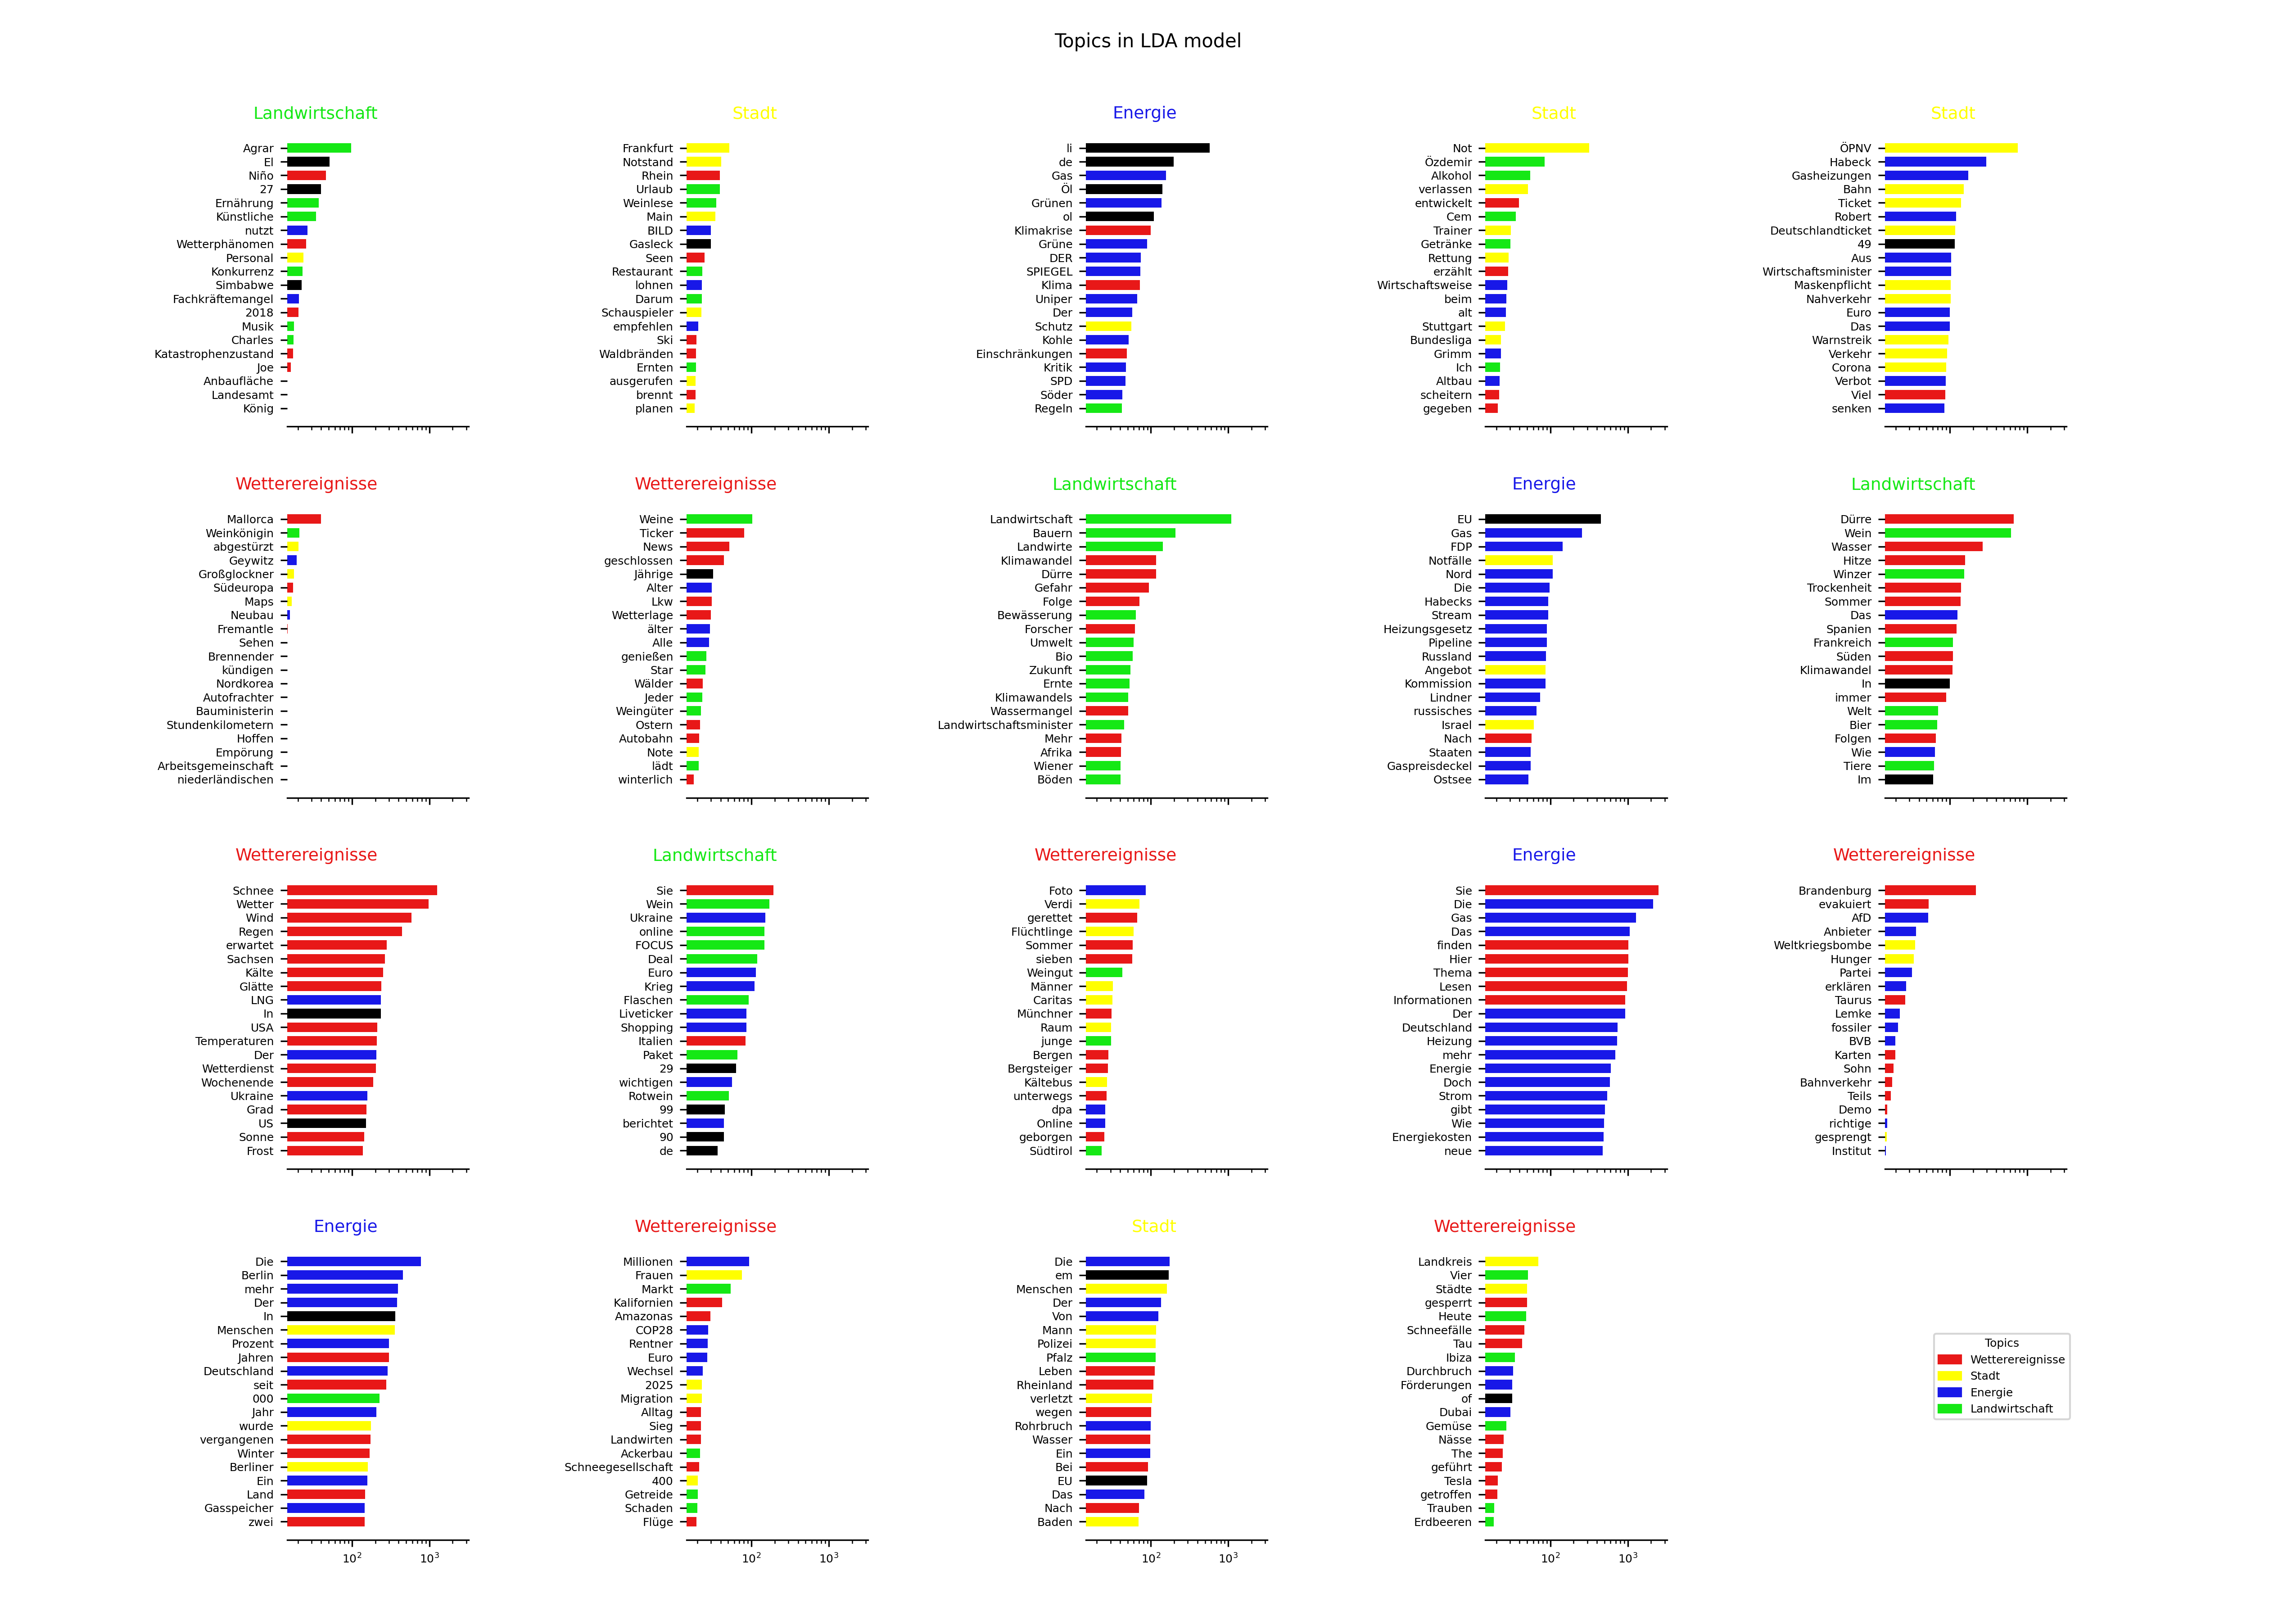 Topics in LDA model
Landwirtschaft
Agrar
El
Niño
27
Ernährung
Künstliche
nutzt
Wetterphänomen
Personal
Konkurrenz
Simbabwe
Fachkräftemangel
2018
Musik
Charles
Katastrophenzustand
Joe
Anbaufläche
Landesamt
König
Stadt
Frankfurt
Notstand
Rhein
Urlaub
Weinlese
Main
BILD
Gasleck
Seen
Restaurant
lohnen
Darum
Schauspieler
empfehlen
Ski
Waldbränden
Ernten
ausgerufen
brennt
planen
Energie
li
de
Gas
Öl
Grünen
ol
Klimakrise
Grüne
DER
SPIEGEL
Klima
Uniper
Der
Schutz
Kohle
Einschränkungen
Kritik
SPD
Söder
Regeln
Stadt
Not
Özdemir
Alkohol
verlassen
entwickelt
Cem
Trainer
Getränke
Rettung
erzählt
Wirtschaftsweise
beim
alt
Stuttgart
Bundesliga
Grimm
Ich
Altbau
scheitern
gegeben
Stadt
ÖPNV
Habeck
Gasheizungen
Bahn
Ticket
Robert
Deutschlandticket
49
Aus
Wirtschaftsminister
Maskenpflicht
Nahverkehr
Euro
Das
Warnstreik
Verkehr
Corona
Verbot
Viel
senken
Wetterereignisse
Mallorca
Weinkönigin
abgestürzt
Geywitz
Großglockner
Südeuropa
Maps
Neubau
Fremantle
Sehen
Brennender
kündigen
Nordkorea
Autofrachter
Bauministerin
Stundenkilometern
Hoffen
Empörung
Arbeitsgemeinschaft
niederländischen
Wetterereignisse
Weine
Ticker
News
geschlossen
Jährige
Alter
Lkw
Wetterlage
älter
Alle
genießen
Star
Wälder
Jeder
Weingüter
Ostern
Autobahn
Note
lädt
winterlich
Landwirtschaft
Landwirtschaft
Bauern
Landwirte
Klimawandel
Dürre
Gefahr
Folge
Bewässerung
Forscher
Umwelt
Bio
Zukunft
Ernte
Klimawandels
Wassermangel
Landwirtschaftsminister
Mehr
Afrika
Wiener
Böden
Energie
EU
Gas
FDP
Notfälle
Nord
Die
Habecks
Stream
Heizungsgesetz
Pipeline
Russland
Angebot
Kommission
Lindner
russisches
Israel
Nach
Staaten
Gaspreisdeckel
Ostsee
Landwirtschaft
Dürre
Wein
Wasser
Hitze
Winzer
Trockenheit
Sommer
Das
Spanien
Frankreich
Süden
Klimawandel
In
immer
Welt
Bier
Folgen
Wie
Tiere
Im
Wetterereignisse
Schnee
Wetter
Wind
Regen
erwartet
Sachsen
Kälte
Glätte
LNG
In
USA
Temperaturen
Der
Wetterdienst
Wochenende
Ukraine
Grad
US
Sonne
Frost
Landwirtschaft
Sie
Wein
Ukraine
online
FOCUS
Deal
Euro
Krieg
Flaschen
Liveticker
Shopping
Italien
Paket
29
wichtigen
Rotwein
99
berichtet
90
de
Wetterereignisse
Foto
Verdi
gerettet
Flüchtlinge
Sommer
sieben
Weingut
Männer
Caritas
Münchner
Raum
junge
Bergen
Bergsteiger
Kältebus
unterwegs
dpa
Online
geborgen
Südtirol
Energie
Sie
Die
Gas
Das
finden
Hier
Thema
Lesen
Informationen
Der
Deutschland
Heizung
mehr
Energie
Doch
Strom
gibt
Wie
Energiekosten
neue
Wetterereignisse
Brandenburg
evakuiert
AfD
Anbieter
Weltkriegsbombe
Hunger
Partei
erklären
Taurus
Lemke
fossiler
BVB
Karten
Sohn
Bahnverkehr
Teils
Demo
richtige
gesprengt
Institut
Energie
Die
Berlin
mehr
Der
In
Menschen
Prozent
Jahren
Deutschland
seit
000
Jahr
wurde
vergangenen
Winter
Berliner
Ein
Land
Gasspeicher
zwei
10² 10³
Wetterereignisse
Millionen
Frauen
Markt
Kalifornien
Amazonas
COP28
Rentner
Euro
Wechsel
2025
Migration
Alltag
Sieg
Landwirten
Ackerbau
Schneegesellschaft
400
Getreide
Schaden
Flüge
10² 10³
Stadt
Die
em
Menschen
Der
Von
Mann
Polizei
Pfalz
Leben
Rheinland
verletzt
wegen
Rohrbruch
Wasser
Ein
Bei
EU
Das
Nach
Baden
10² 10³
Wetterereignisse
Landkreis
Vier
Städte
gesperrt
Heute
Schneefälle
Tau
Ibiza
Durchbruch
Förderungen
of
Dubai
Gemüse
Nässe
The
geführt
Tesla
getroffen
Trauben
Erdbeeren
10² 10³
Topics
Wetterereignisse
Stadt
Energie
Landwirtschaft